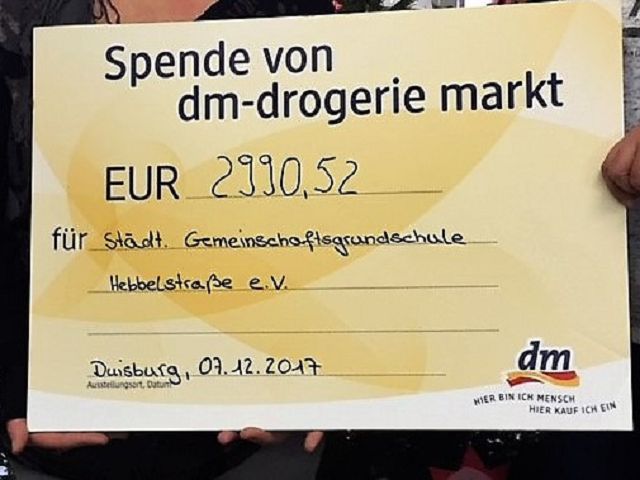 Spende von
dm-drogerie markt
EUR 2990,52
für Städt. Gemeinschaftsgrundschule
Hebbelstraße e.V.
Duisburg, 07.12.2017
Ausstellungsort, Datum
dm
HIER BIN ICH MENSCH
HIER KAUF ICH EIN